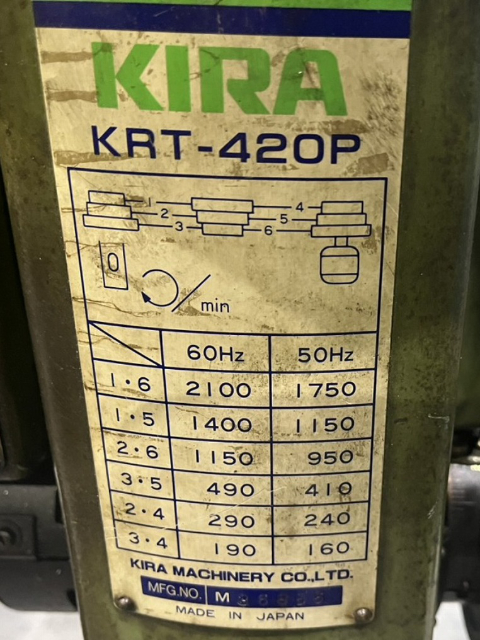 KIRA
KRT-420P
1 4
2 5
3 6
0
/min
60Hz 50Hz
1·6 2100 1750
1·5 1400 1150
2·6 1150 950
3·5 490 410
2·4 290 240
3·4 190 160
KIRA MACHINERY CO.,LTD.
MFG.NO. M
MADE IN JAPAN